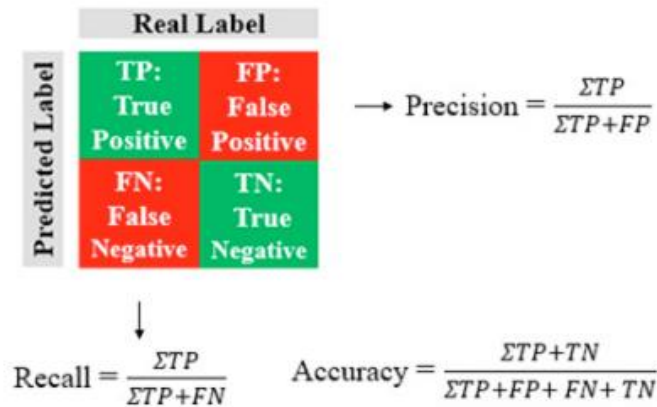 Real Label
Predicted Label
TP:
True
Positive
FP:
False
Positive
FN:
False
Negative
TN:
True
Negative
→ Precision = ΣTP / ΣTP+FP
↓
Recall = ΣTP / ΣTP+FN
Accuracy = ΣTP+TN / ΣTP+FP+ FN+ TN